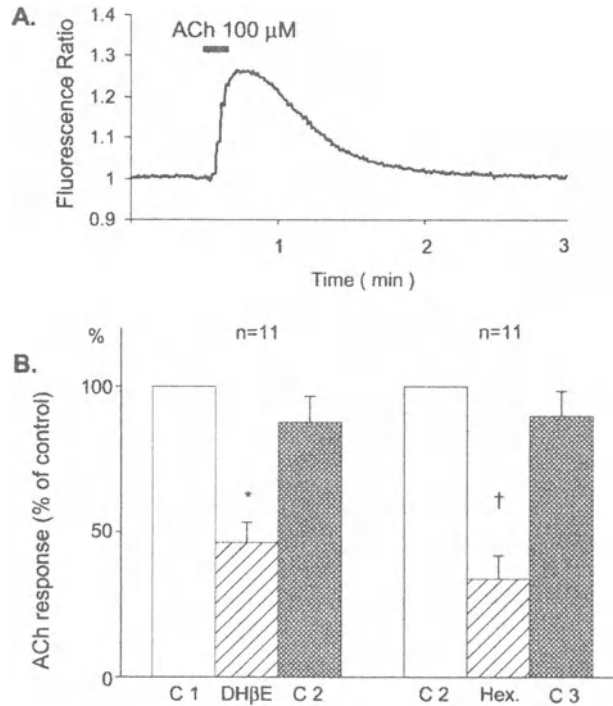 A.
ACh 100 µM
Fluorescence Ratio
1.4
1.3
1.2
1.1
1
0.9
1
2
3
Time ( min )
B.
%
n=11
n=11
ACh response (% of control)
100
50
0
*
†
C 1 DHβE C 2
C 2 Hex. C 3